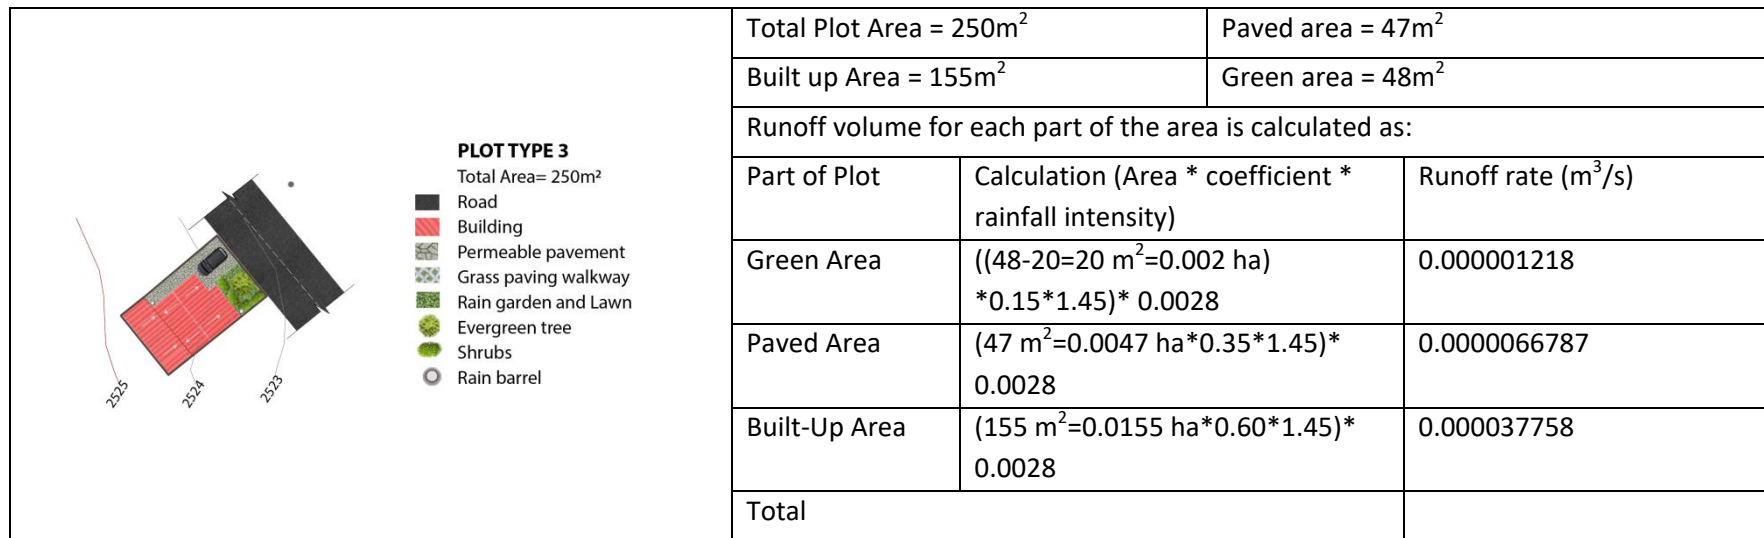 PLOT TYPE 3
Total Area= 250m²
Road
Building
Permeable pavement
Grass paving walkway
Rain garden and Lawn
Evergreen tree
Shrubs
Rain barrel
2525
2524
2523
Total Plot Area = 250m²
Paved area = 47m²
Built up Area = 155m²
Green area = 48m²
Runoff volume for each part of the area is calculated as:
Part of Plot
Calculation (Area * coefficient *
rainfall intensity)
Runoff rate (m³/s)
Green Area
((48-20=20 m²=0.002 ha)
*0.15*1.45)* 0.0028
0.000001218
Paved Area
(47 m²=0.0047 ha*0.35*1.45)*
0.0028
0.0000066787
Built-Up Area
(155 m²=0.0155 ha*0.60*1.45)*
0.0028
0.000037758
Total